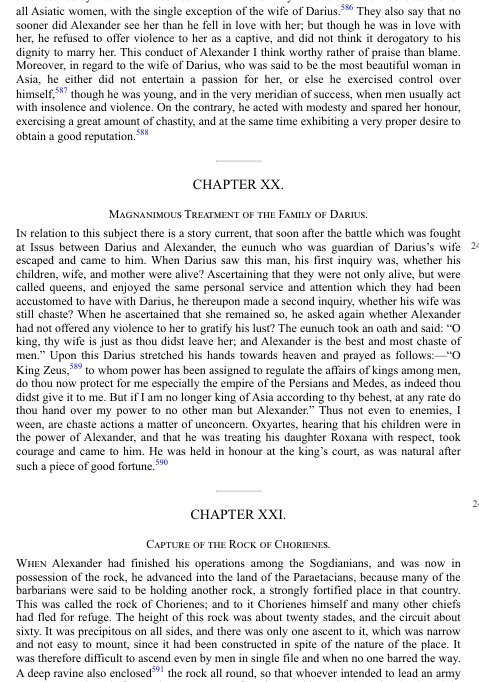 all Asiatic women, with the single exception of the wife of Darius.586 They also say that no
sooner did Alexander see her than he fell in love with her; but though he was in love with
her, he refused to offer violence to her as a captive, and did not think it derogatory to his
dignity to marry her. This conduct of Alexander I think worthy rather of praise than blame.
Moreover, in regard to the wife of Darius, who was said to be the most beautiful woman in
Asia, he either did not entertain a passion for her, or else he exercised control over
himself,587 though he was young, and in the very meridian of success, when men usually act
with insolence and violence. On the contrary, he acted with modesty and spared her honour,
exercising a great amount of chastity, and at the same time exhibiting a very proper desire to
obtain a good reputation.588
CHAPTER XX.
Magnanimous Treatment of the Family of Darius.
In relation to this subject there is a story current, that soon after the battle which was fought
at Issus between Darius and Alexander, the eunuch who was guardian of Darius's wife
escaped and came to him. When Darius saw this man, his first inquiry was, whether his
children, wife, and mother were alive? Ascertaining that they were not only alive, but were
called queens, and enjoyed the same personal service and attention which they had been
accustomed to have with Darius, he thereupon made a second inquiry, whether his wife was
still chaste? When he ascertained that she remained so, he asked again whether Alexander
had not offered any violence to her to gratify his lust? The eunuch took an oath and said: “O
king, thy wife is just as thou didst leave her; and Alexander is the best and most chaste of
men.” Upon this Darius stretched his hands towards heaven and prayed as follows:—“O
King Zeus,589 to whom power has been assigned to regulate the affairs of kings among men,
do thou now protect for me especially the empire of the Persians and Medes, as indeed thou
didst give it to me. But if I am no longer king of Asia according to thy behest, at any rate do
thou hand over my power to no other man but Alexander.” Thus not even to enemies, I
ween, are chaste actions a matter of unconcern. Oxyartes, hearing that his children were in
the power of Alexander, and that he was treating his daughter Roxana with respect, took
courage and came to him. He was held in honour at the king's court, as was natural after
such a piece of good fortune.590
24
CHAPTER XXI.
24
Capture of the Rock of Chorienes.
When Alexander had finished his operations among the Sogdianians, and was now in
possession of the rock, he advanced into the land of the Paraetacians, because many of the
barbarians were said to be holding another rock, a strongly fortified place in that country.
This was called the rock of Chorienes; and to it Chorienes himself and many other chiefs
had fled for refuge. The height of this rock was about twenty stades, and the circuit about
sixty. It was precipitous on all sides, and there was only one ascent to it, which was narrow
and not easy to mount, since it had been constructed in spite of the nature of the place. It
was therefore difficult to ascend even by men in single file and when no one barred the way.
A deep ravine also enclosed591 the rock all round, so that whoever intended to lead an army